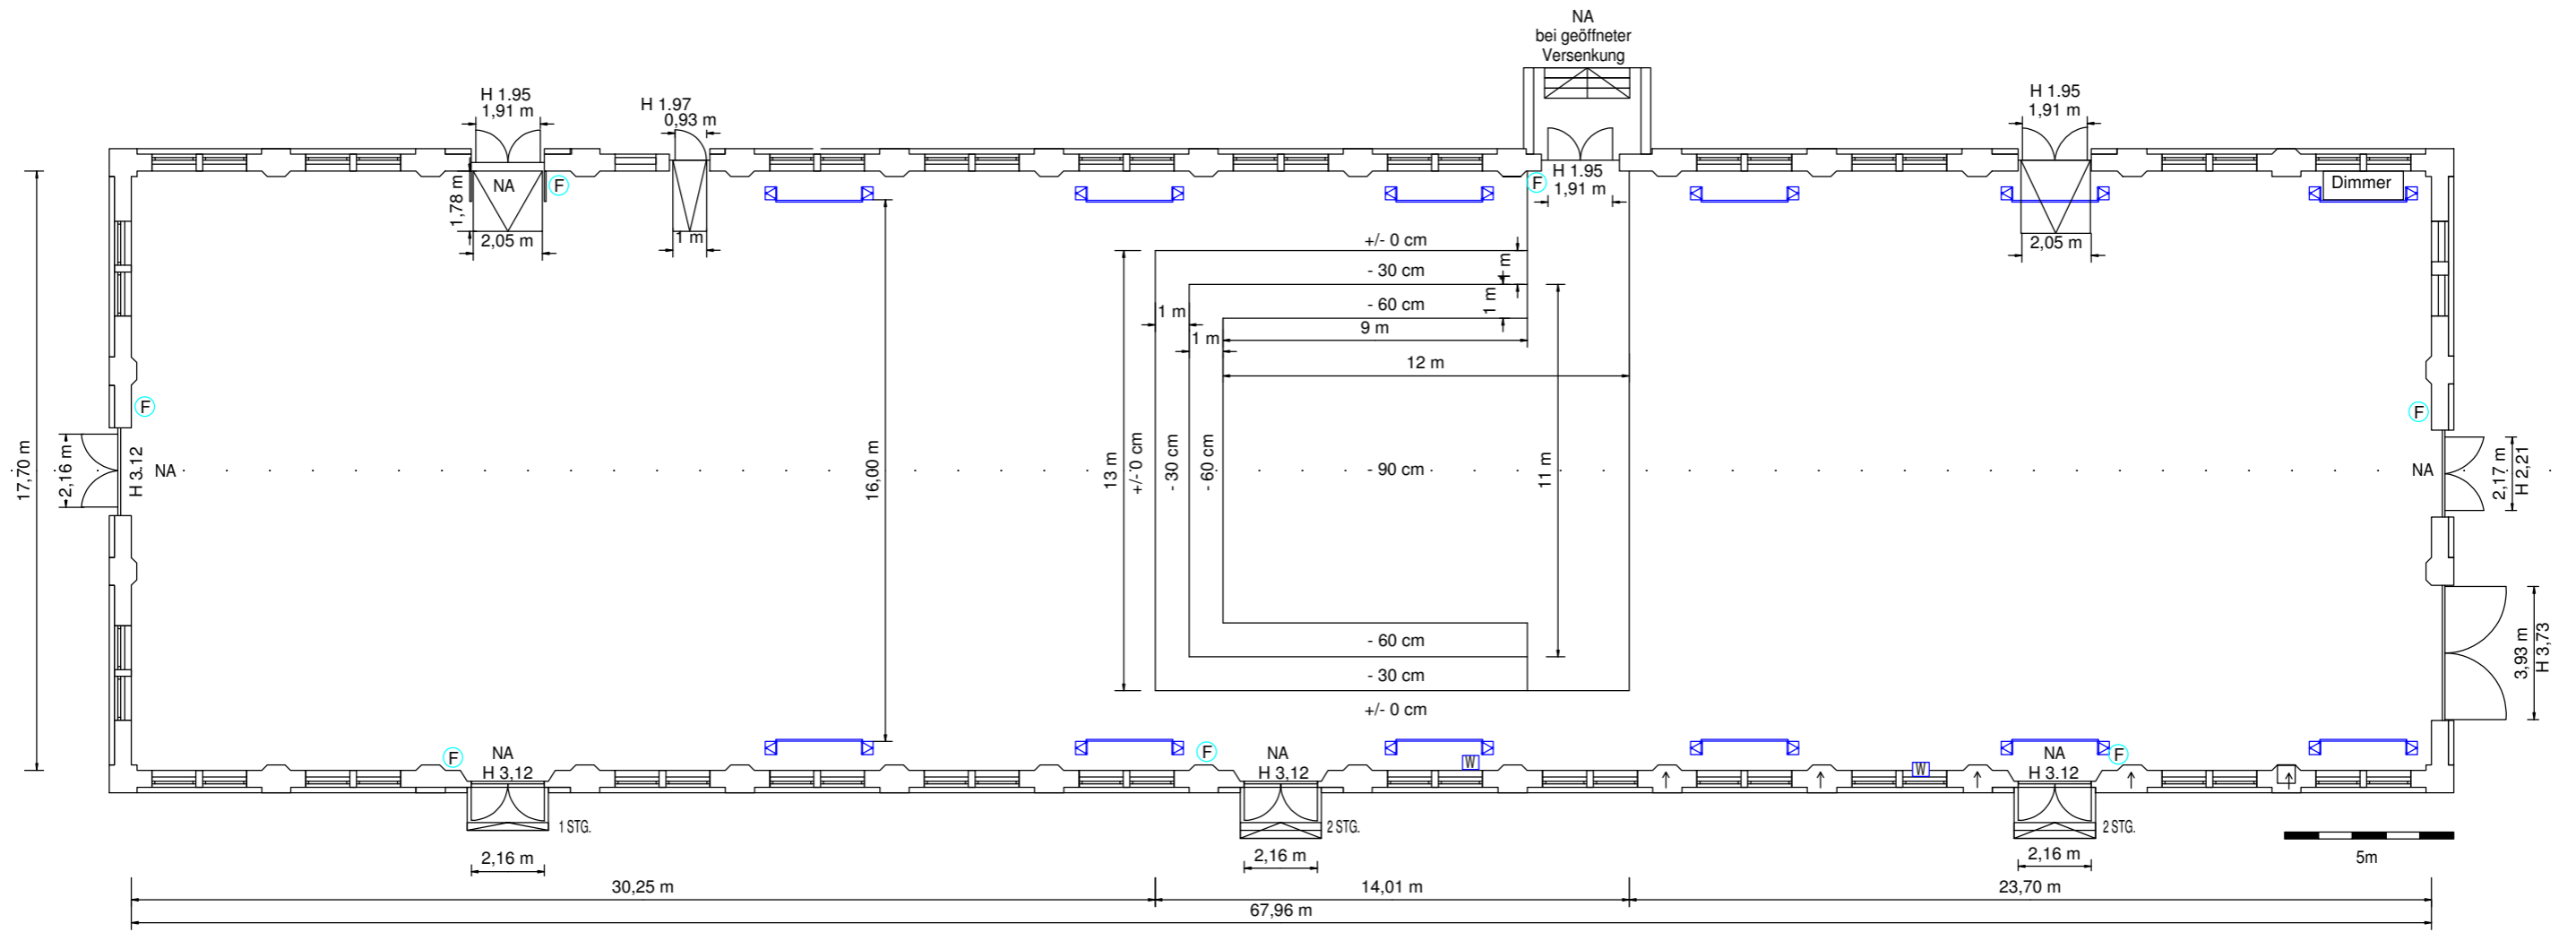 NA
bei geöffneter
Versenkung
H 1.95
1,91 m
H 1.97
0,93 m
H 1.95
1,91 m
NA
F
1,78 m
2,05 m
1 m
F
H 1.95
1,91 m
Dimmer
2,05 m
+/- 0 cm
- 30 cm
1 m
- 60 cm
1 m
9 m
1 m
1 m
12 m
F
F
17,70 m
2,16 m
H 3.12
NA
16,00 m
13 m
+/- 0 cm
- 30 cm
- 60 cm
- 90 cm
11 m
NA
2,17 m
H 2,21
3,93 m
H 3,73
- 60 cm
- 30 cm
+/- 0 cm
F
NA
H 3,12
F
NA
H 3,12
W
W
NA
H 3.12
F
1 STG.
2 STG.
2 STG.
2,16 m
2,16 m
2,16 m
5m
30,25 m
14,01 m
23,70 m
67,96 m